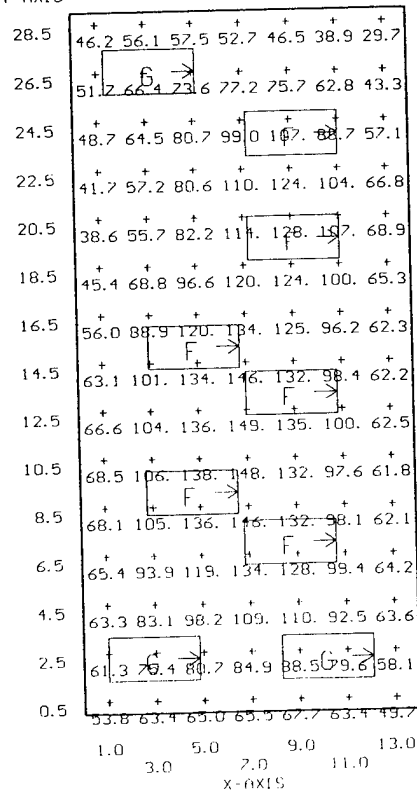 28.5 46.2 56.1 57.5 52.7 46.5 38.9 29.7
G
26.5 51.7 66.4 73.6 77.2 75.7 62.8 43.3
24.5 48.7 64.5 80.7 99.0 107. 88.7 57.1
F
22.5 41.7 57.2 80.6 110. 124. 104. 66.8
20.5 38.6 55.7 82.2 114. 128. 107. 68.9
F
18.5 45.4 68.8 96.6 120. 124. 100. 65.3
16.5 56.0 88.9 120. 134. 125. 96.2 62.3
F
14.5 63.1 101. 134. 146. 132. 98.4 62.2
F
12.5 66.6 104. 136. 149. 135. 100. 62.5
10.5 68.5 106. 138. 148. 132. 97.6 61.8
F
8.5 68.1 105. 136. 146. 132. 98.1 62.1
F
6.5 65.4 93.9 119. 134. 128. 99.4 64.2
4.5 63.3 83.1 98.2 109. 110. 92.5 63.6
2.5 61.3 80.7 84.9 88.5 79.6 58.1
G G
0.5 53.8 63.4 65.0 65.5 67.7 63.4 49.7
1.0 5.0 9.0 13.0
3.0 7.0 11.0
X-AXIS